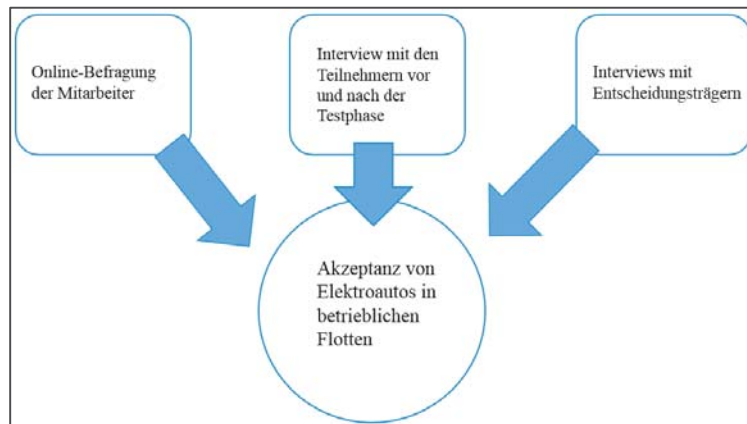 Online-Befragung
der Mitarbeiter
Interview mit den
Teilnehmern vor
und nach der
Testphase
Interviews mit
Entscheidungsträgern
Akzeptanz von
Elektroautos in
betrieblichen
Flotten